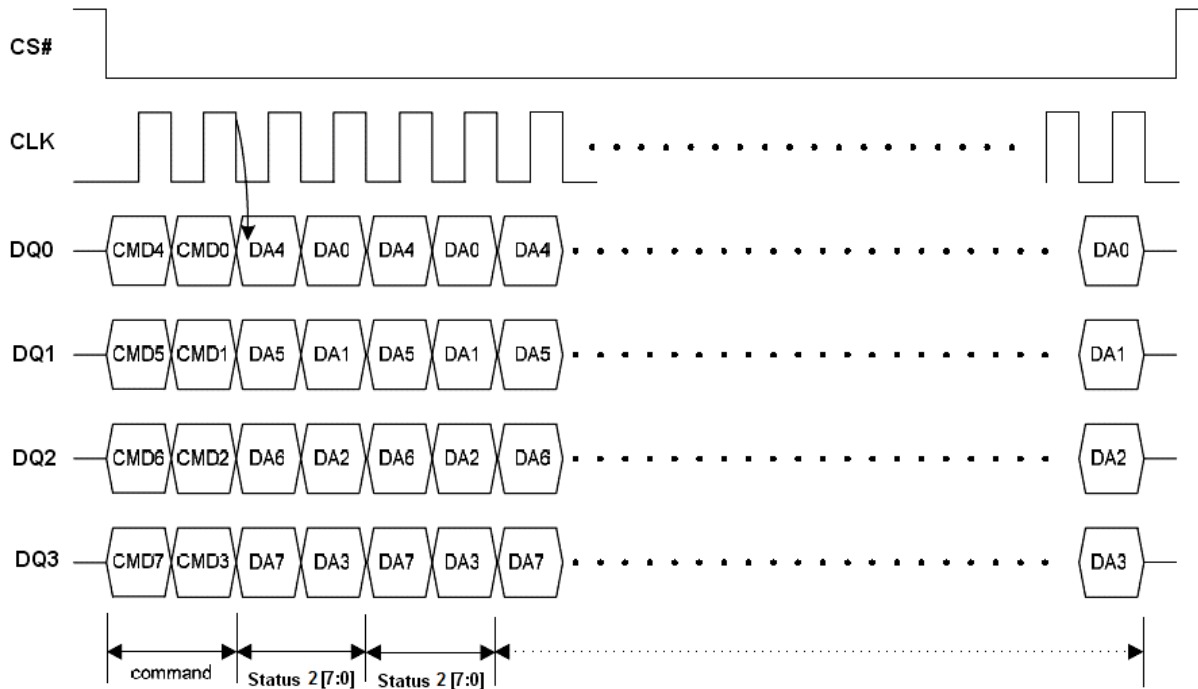 CS#
CLK
DQ0 CMD4 CMD0 DA4 DA0 DA4 DA0 DA4 DA0
DQ1 CMD5 CMD1 DA5 DA1 DA5 DA1 DA5 DA1
DQ2 CMD6 CMD2 DA6 DA2 DA6 DA2 DA6 DA2
DQ3 CMD7 CMD3 DA7 DA3 DA7 DA3 DA7 DA3
command Status 2 [7:0] Status 2 [7:0]